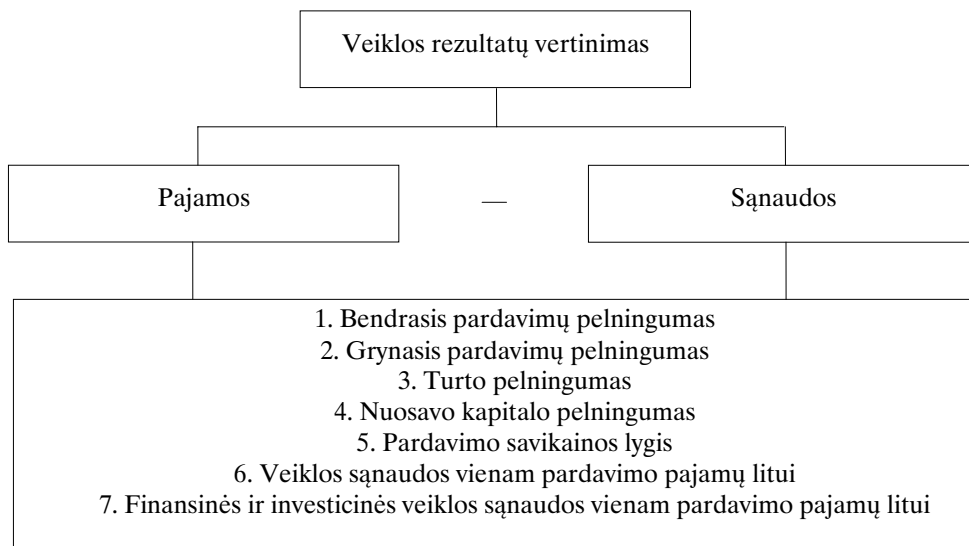 Veiklos rezultatų vertinimas
Pajamos
—
Sąnaudos
1. Bendrasis pardavimų pelningumas
2. Grynasis pardavimų pelningumas
3. Turto pelningumas
4. Nuosavo kapitalo pelningumas
5. Pardavimo savikainos lygis
6. Veiklos sąnaudos vienam pardavimo pajamų litui
7. Finansinės ir investicinės veiklos sąnaudos vienam pardavimo pajamų litui